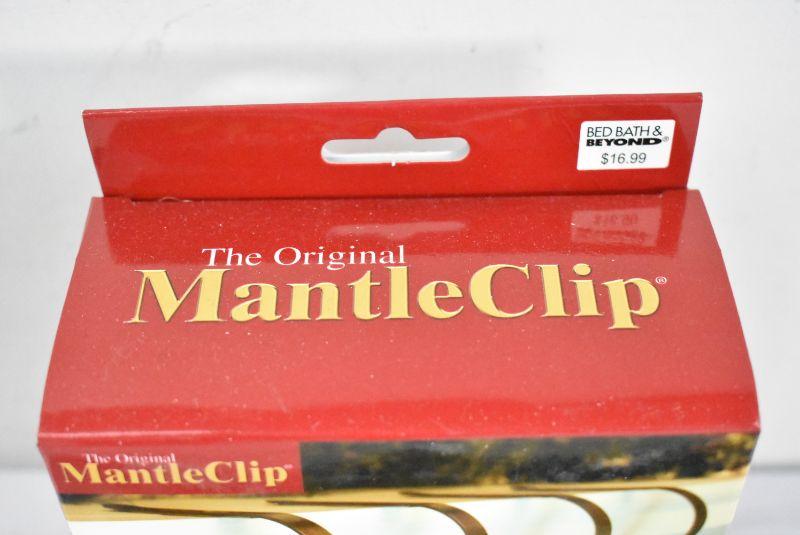 BED BATH &
BEYOND®
$16.99
The Original
MantleClip®
The Original
MantleClip®